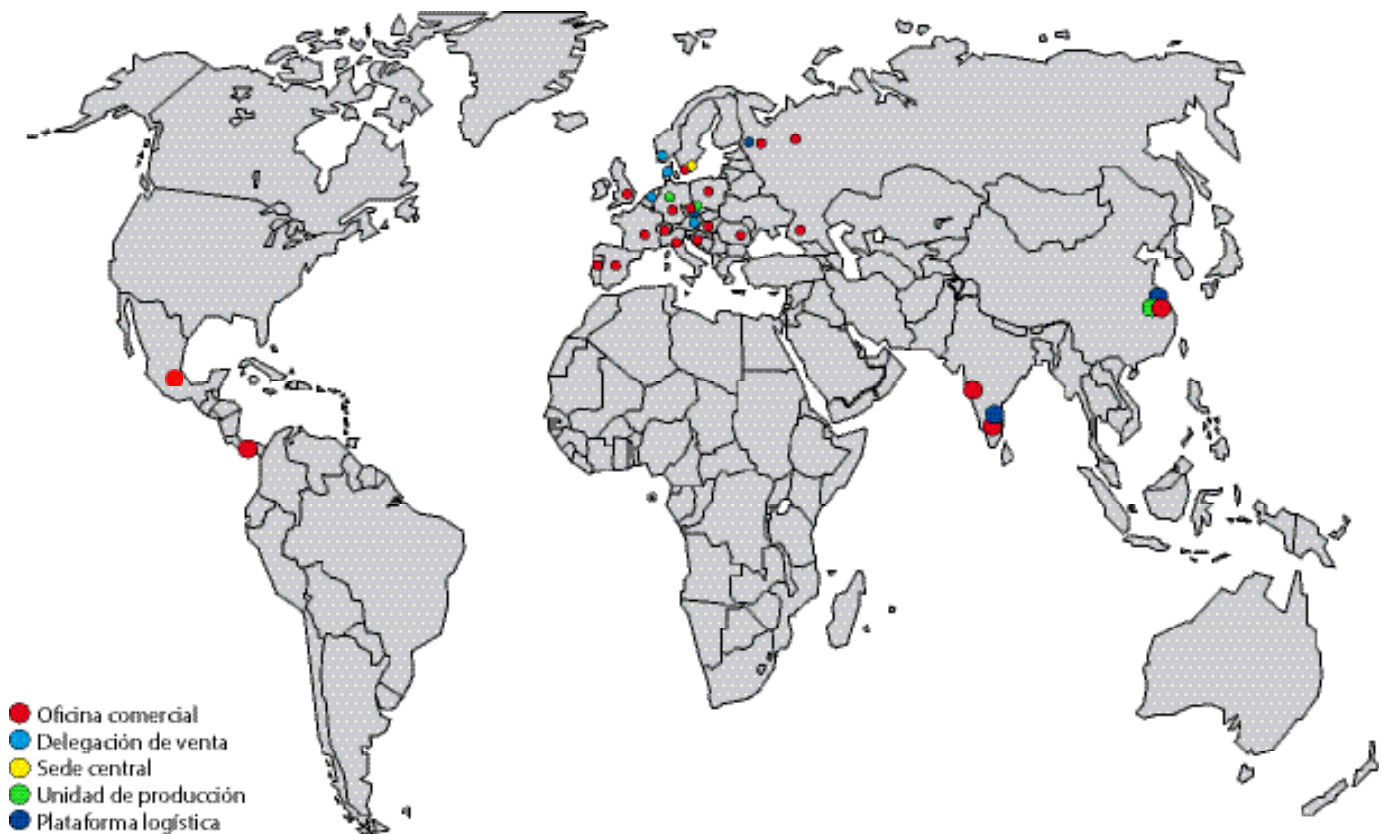 Oficina comercial
Delegación de venta
Sede central
Unidad de producción
Plataforma logística